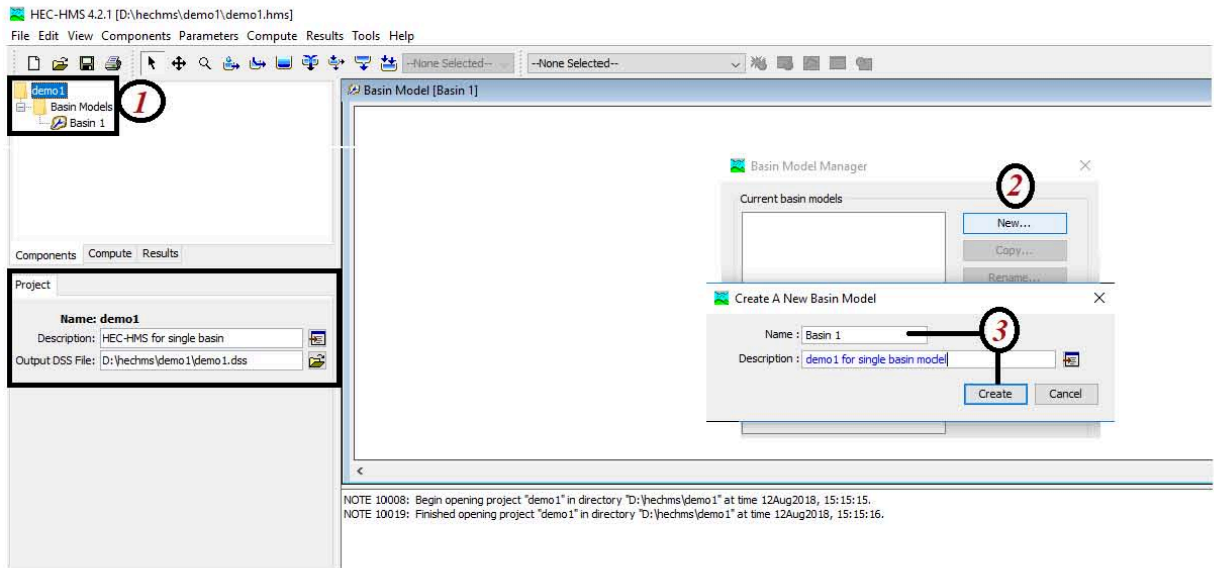 HEC-HMS 4.2.1 [D:\hechms\demo1\demo1.hms]
File Edit View Components Parameters Compute Results Tools Help
--None Selected-- --None Selected--
demo1
Basin Models
Basin 1
1
Components Compute Results
Project
Name: demo1
Description: HEC-HMS for single basin
Output DSS File: D:\hechms\demo1\demo1.dss
Basin Model [Basin 1]
Basin Model Manager
2
Current basin models
New...
Copy...
Rename...
Create A New Basin Model
Name : Basin 1
3
Description : demo1 for single basin model
Create Cancel
NOTE 10008: Begin opening project "demo1" in directory "D:\hechms\demo1" at time 12Aug2018, 15:15:15.
NOTE 10019: Finished opening project "demo1" in directory "D:\hechms\demo1" at time 12Aug2018, 15:15:16.